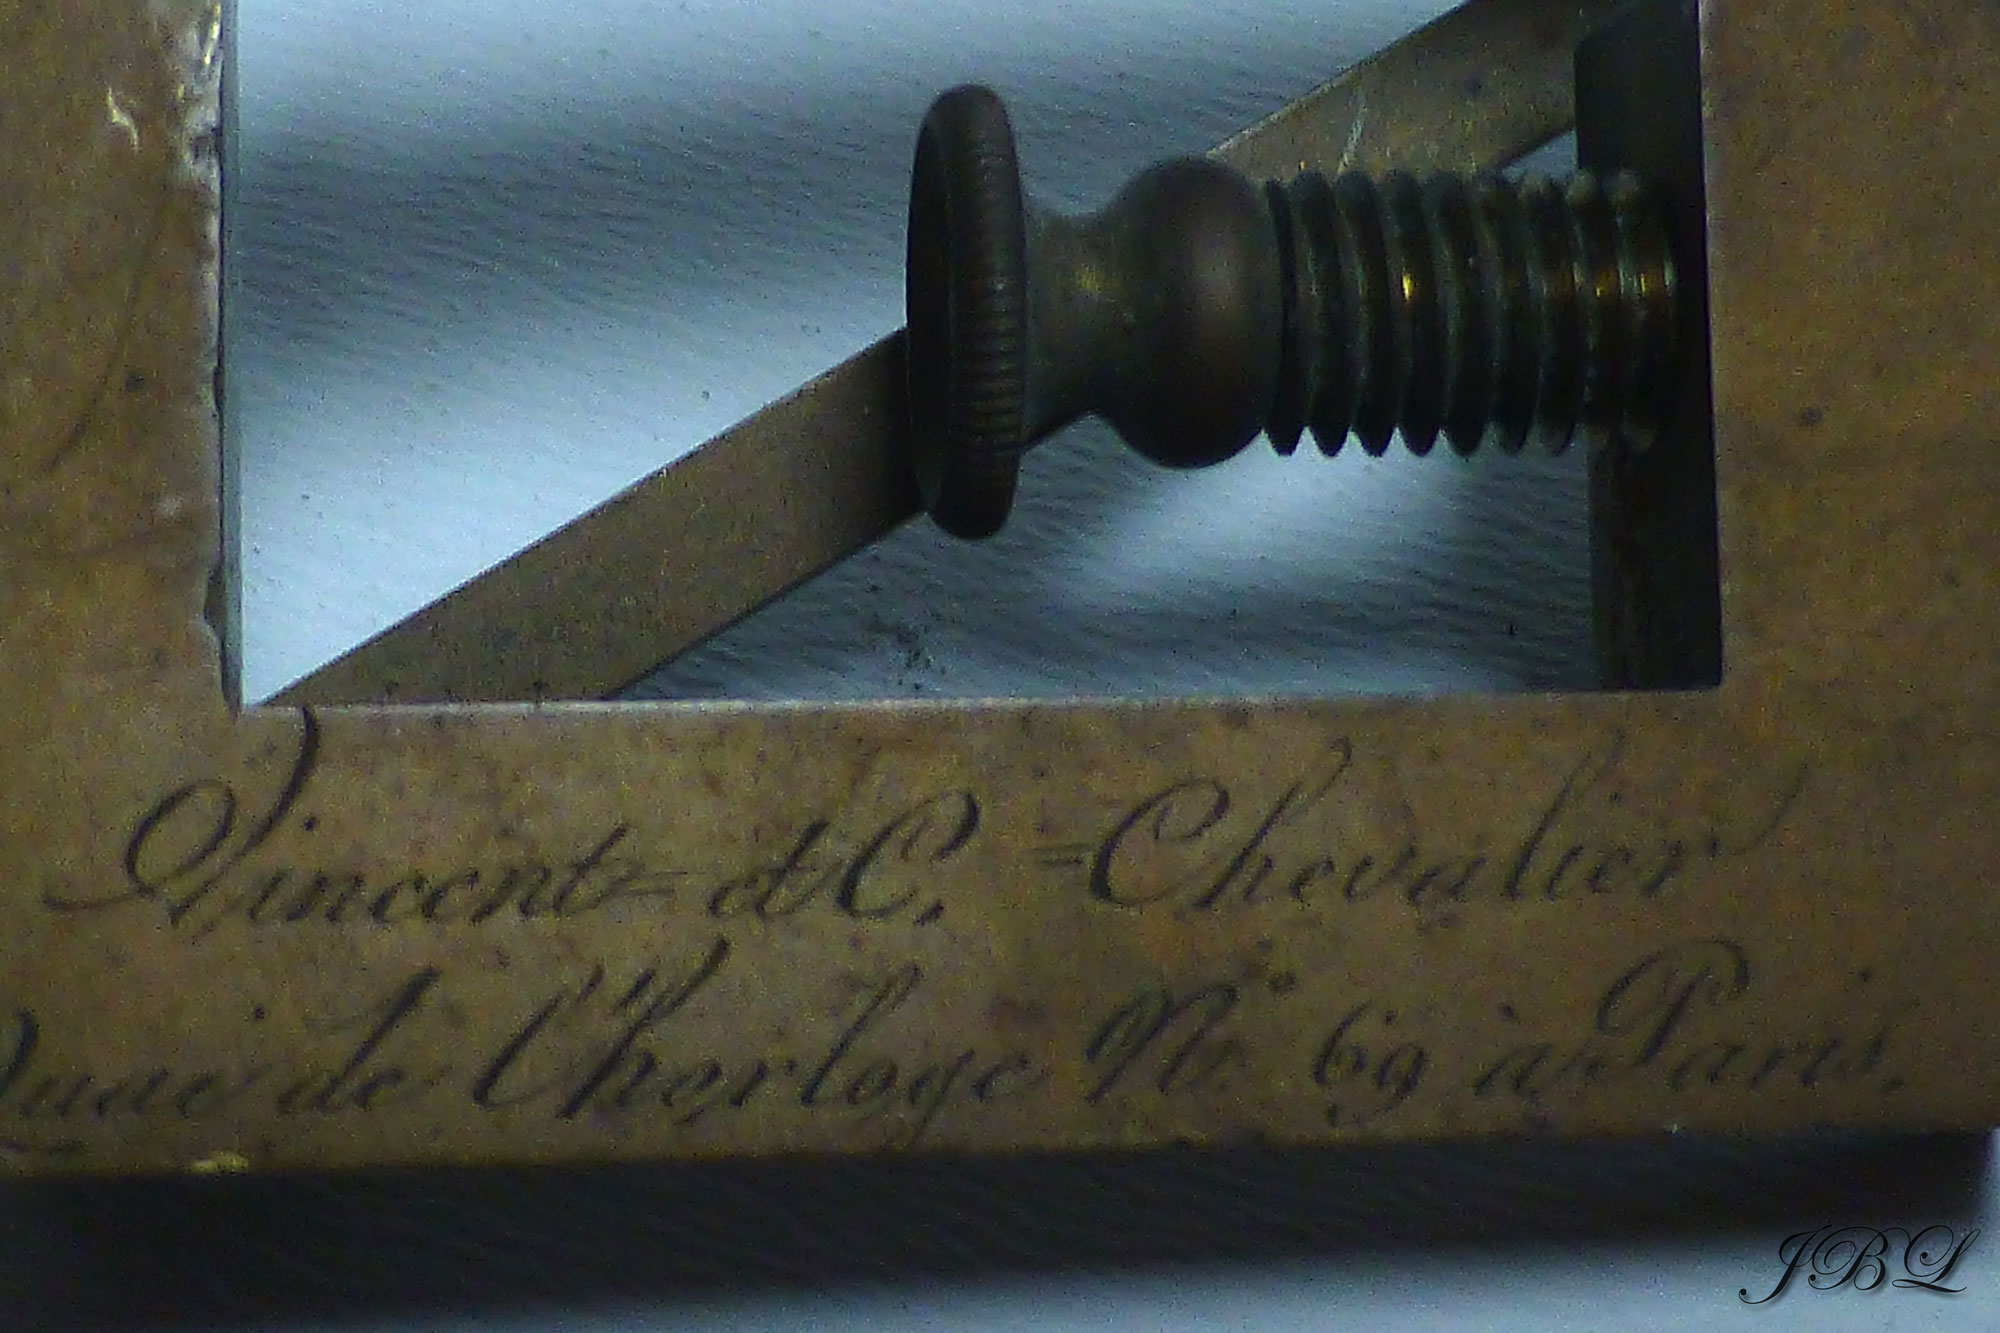 Vincent et C. Chevalier
Quai de l'horloge N° 69 à Paris.
JBL